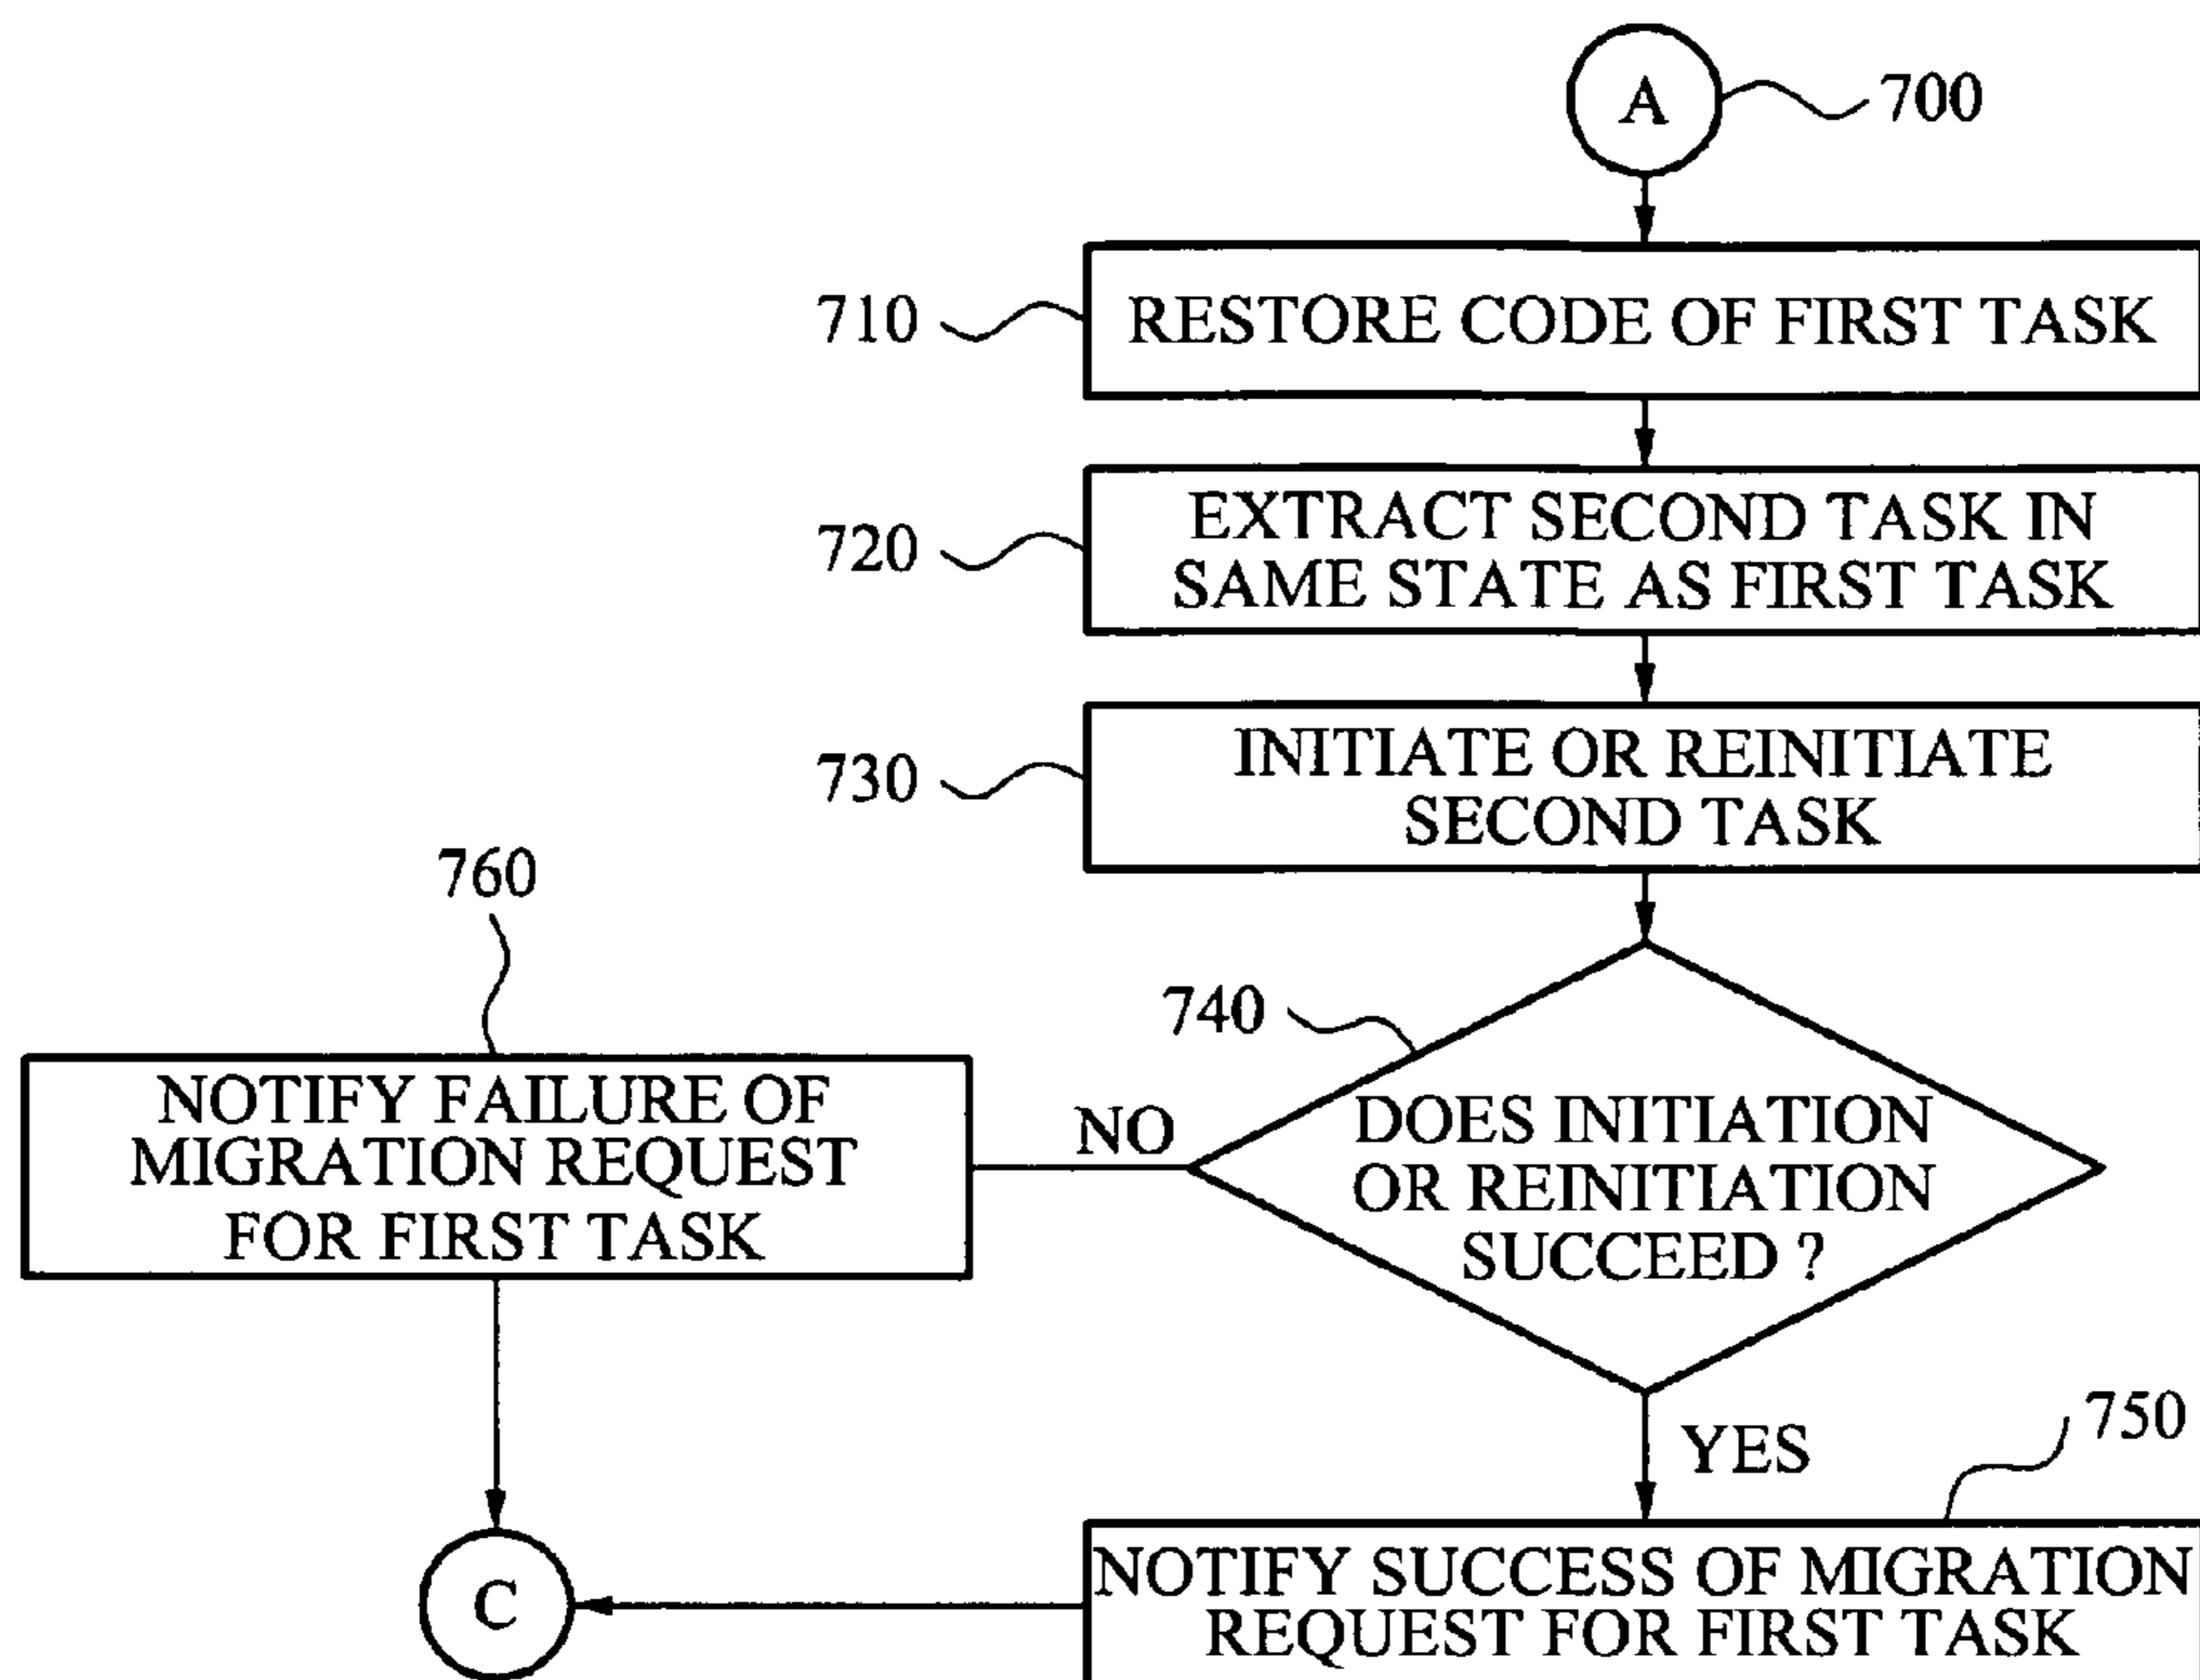 A
700
710
RESTORE CODE OF FIRST TASK
720
EXTRACT SECOND TASK IN
SAME STATE AS FIRST TASK
730
INITIATE OR REINITIATE
SECOND TASK
740
DOES INITIATION
OR REINITIATION
SUCCEED ?
NO
760
NOTIFY FAILURE OF
MIGRATION REQUEST
FOR FIRST TASK
YES
750
NOTIFY SUCCESS OF MIGRATION
REQUEST FOR FIRST TASK
C